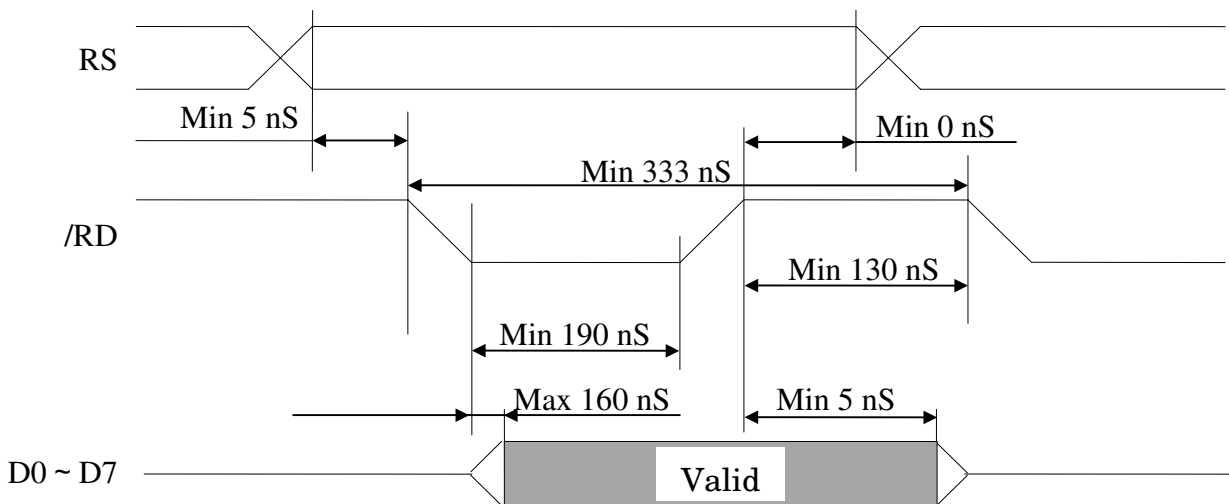 RS
Min 5 nS
Min 0 nS
Min 333 nS
/RD
Min 130 nS
Min 190 nS
Max 160 nS
Min 5 nS
D0 ~ D7
Valid